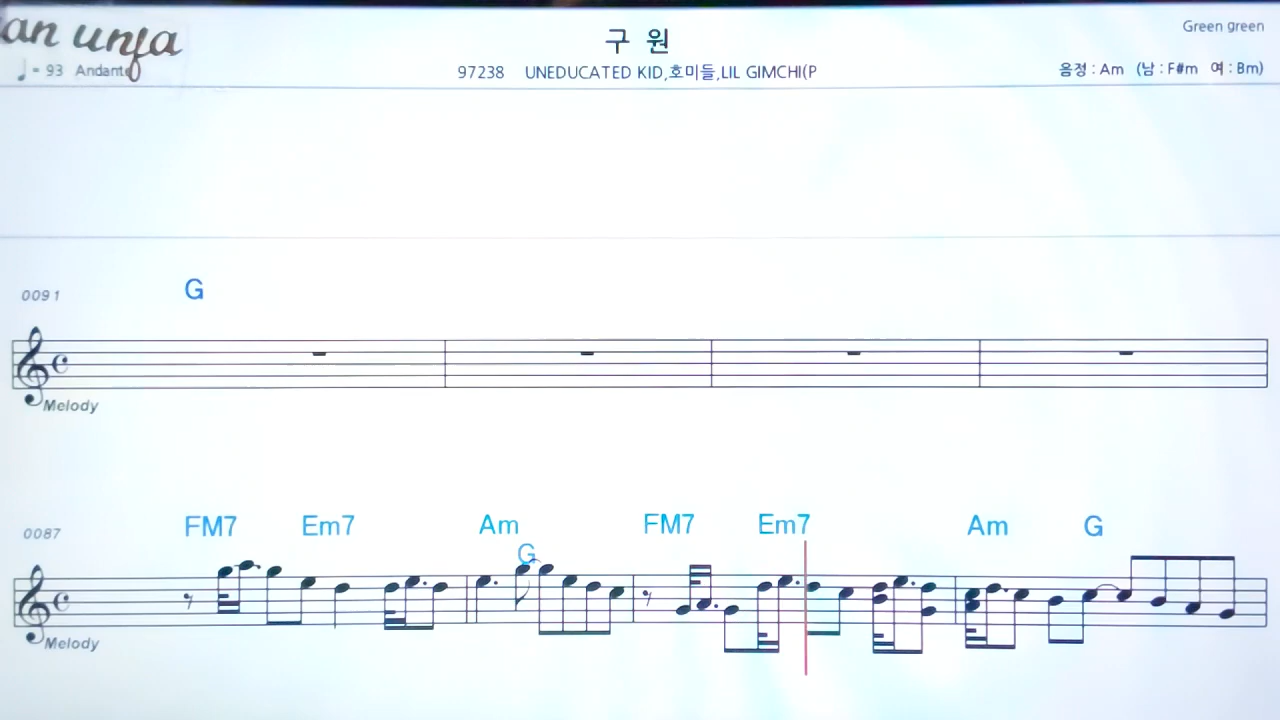 an unja
구 원
Green green
♩ = 93 Andante
97238 UNEDUCATED KID,호미들,LIL GIMCHI(P
음정 : Am (남 : F#m 여 : Bm)
0091 G
Melody
0087 FM7 Em7 Am FM7 Em7 Am G
G
Melody